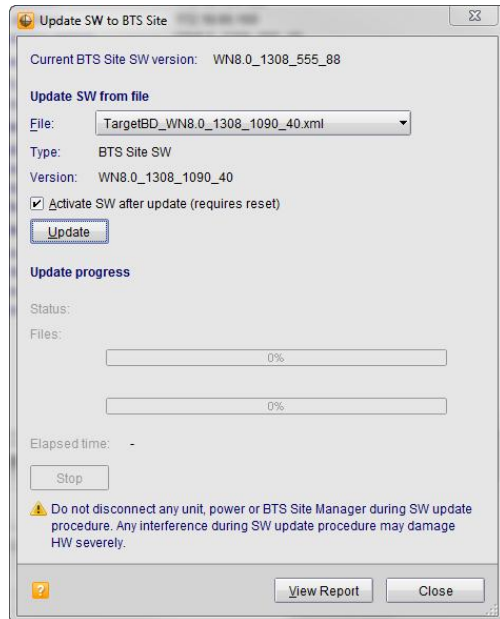 Update SW to BTS Site
Current BTS Site SW version: WN8.0_1308_555_88
Update SW from file
File: TargetBD_WN8.0_1308_1090_40.xml
Type: BTS Site SW
Version: WN8.0_1308_1090_40
Activate SW after update (requires reset)
Update
Update progress
Status:
Files:
0%
0%
Elapsed time: -
Stop
Do not disconnect any unit, power or BTS Site Manager during SW update
procedure. Any interference during SW update procedure may damage
HW severely.
? View Report Close